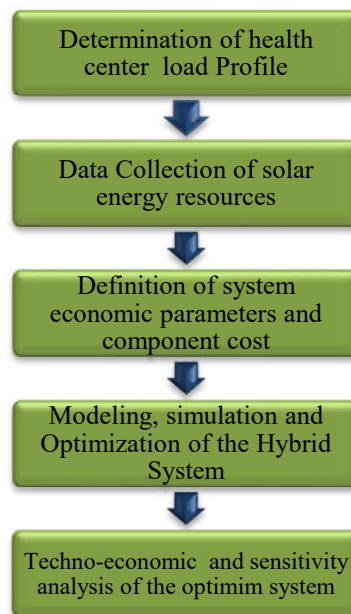 Determination of health
center load Profile
Data Collection of solar
energy resources
Definition of system
economic parameters and
component cost
Modeling, simulation and
Optimization of the Hybrid
System
Techno-economic and sensitivity
analysis of the optimim system